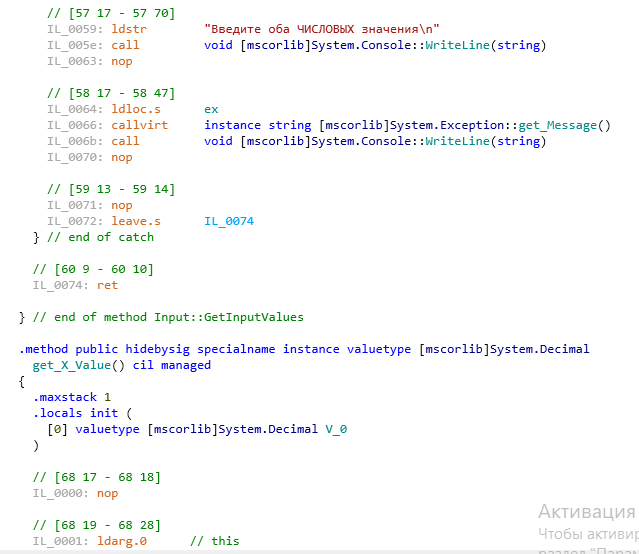 // [57 17 - 57 70]
IL_0059: ldstr "Введите оба ЧИСЛОВЫХ значения\n"
IL_005e: call void [mscorlib]System.Console::WriteLine(string)
IL_0063: nop
// [58 17 - 58 47]
IL_0064: ldloc.s ex
IL_0066: callvirt instance string [mscorlib]System.Exception::get_Message()
IL_006b: call void [mscorlib]System.Console::WriteLine(string)
IL_0070: nop
// [59 13 - 59 14]
IL_0071: nop
IL_0072: leave.s IL_0074
} // end of catch
// [60 9 - 60 10]
IL_0074: ret
} // end of method Input::GetInputValues
.method public hidebysig specialname instance valuetype [mscorlib]System.Decimal
get_X_Value() cil managed
{
.maxstack 1
.locals init (
[0] valuetype [mscorlib]System.Decimal V_0
)
// [68 17 - 68 18]
IL_0000: nop
// [68 19 - 68 28]
IL_0001: ldarg.0 // this
Активация
Чтобы активир